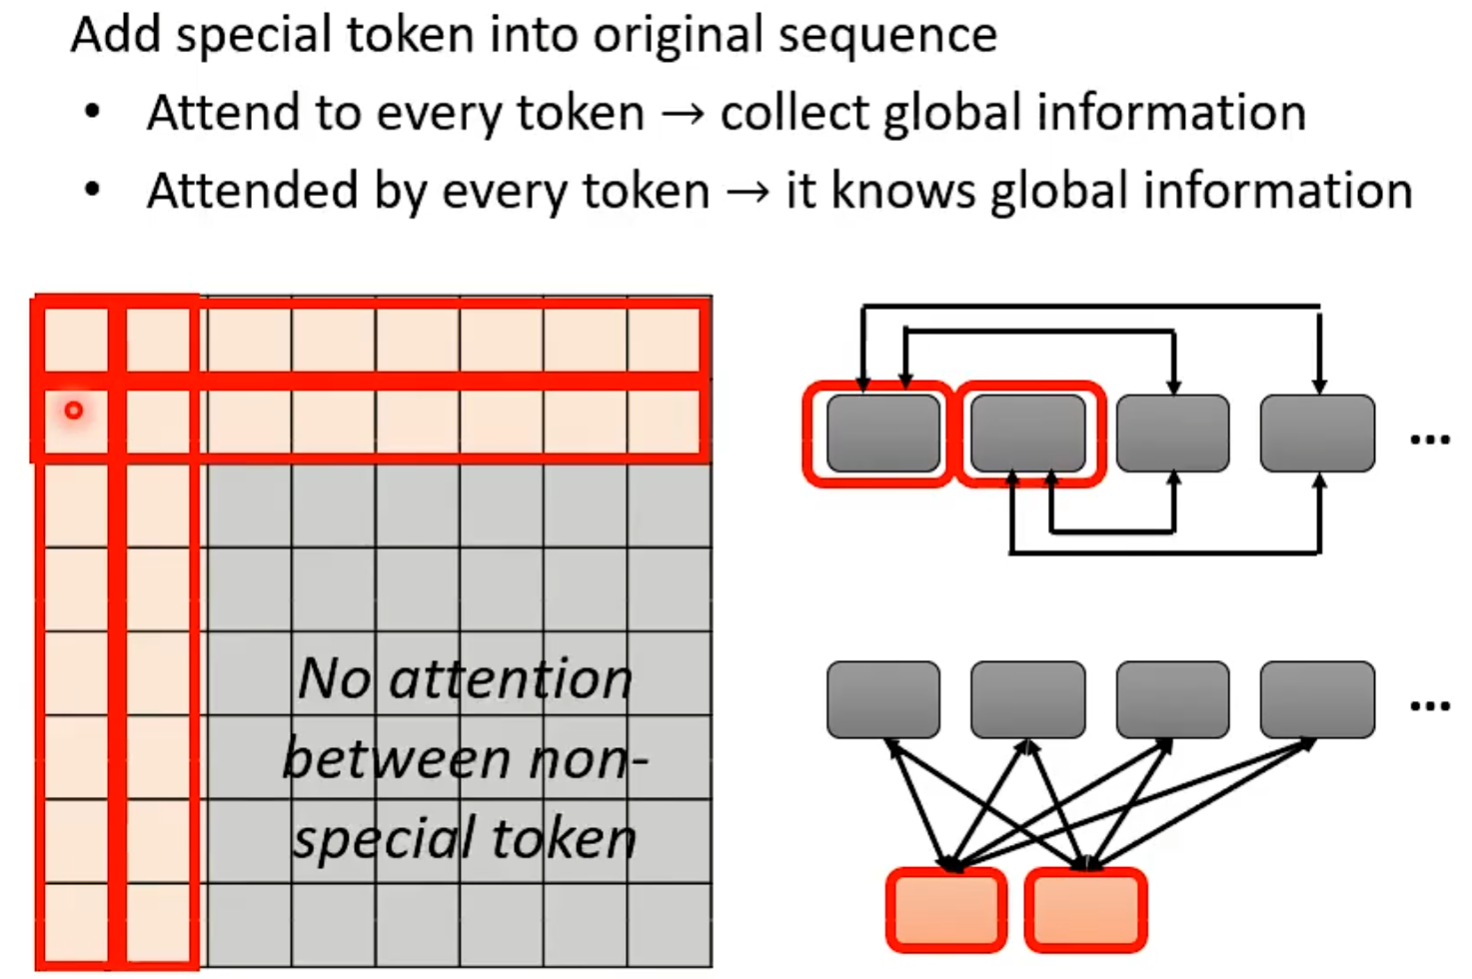 Add special token into original sequence
• Attend to every token → collect global information
• Attended by every token → it knows global information
No attention
between non-
special token
...
...